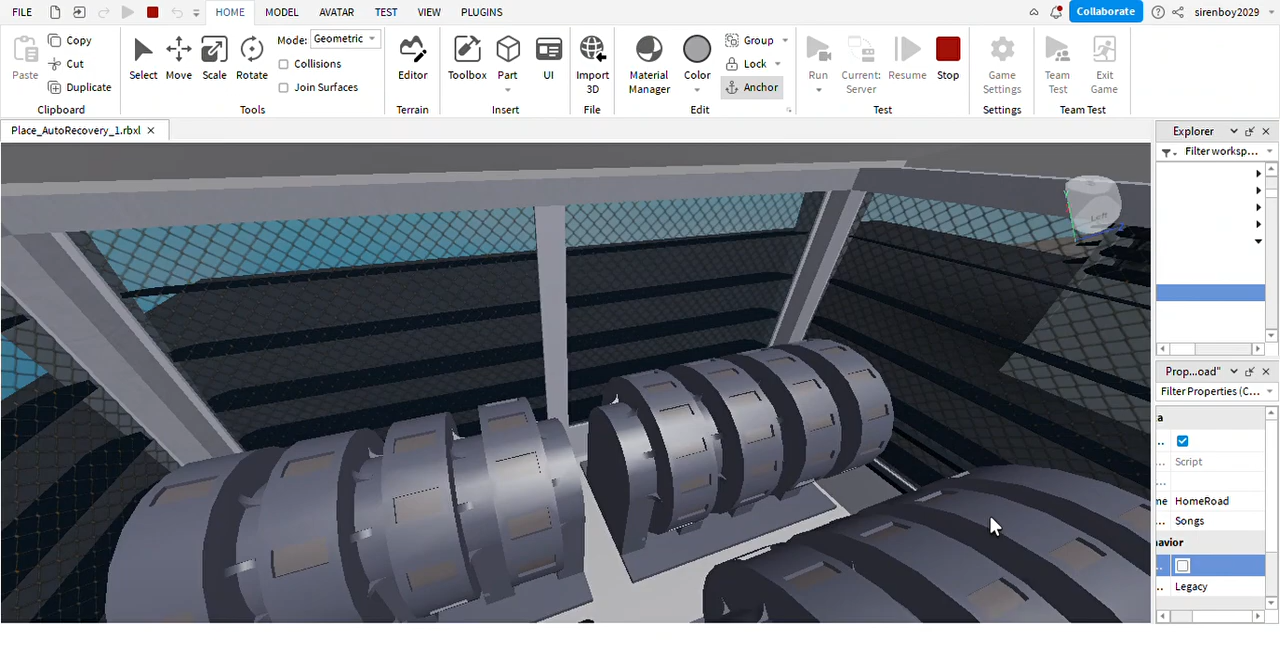 FILE HOME MODEL AVATAR TEST VIEW PLUGINS Collaborate sirenboy2029
Paste
Copy
Cut
Duplicate
Clipboard
Select Move Scale Rotate
Mode: Geometric
Collisions
Join Surfaces
Tools
Editor
Terrain
Toolbox Part UI
Insert
Import
3D
File
Material
Manager
Color
Group
Lock
Anchor
Edit
Run
Current:
Server
Resume Stop
Test
Game
Settings
Settings
Team
Test
Exit
Game
Team Test
Place_AutoRecovery_1.rbxl
Left
Explorer
Filter worksp...
Prop...oad"
Filter Properties (C...
a
Script
me HomeRoad
Songs
avior
Legacy